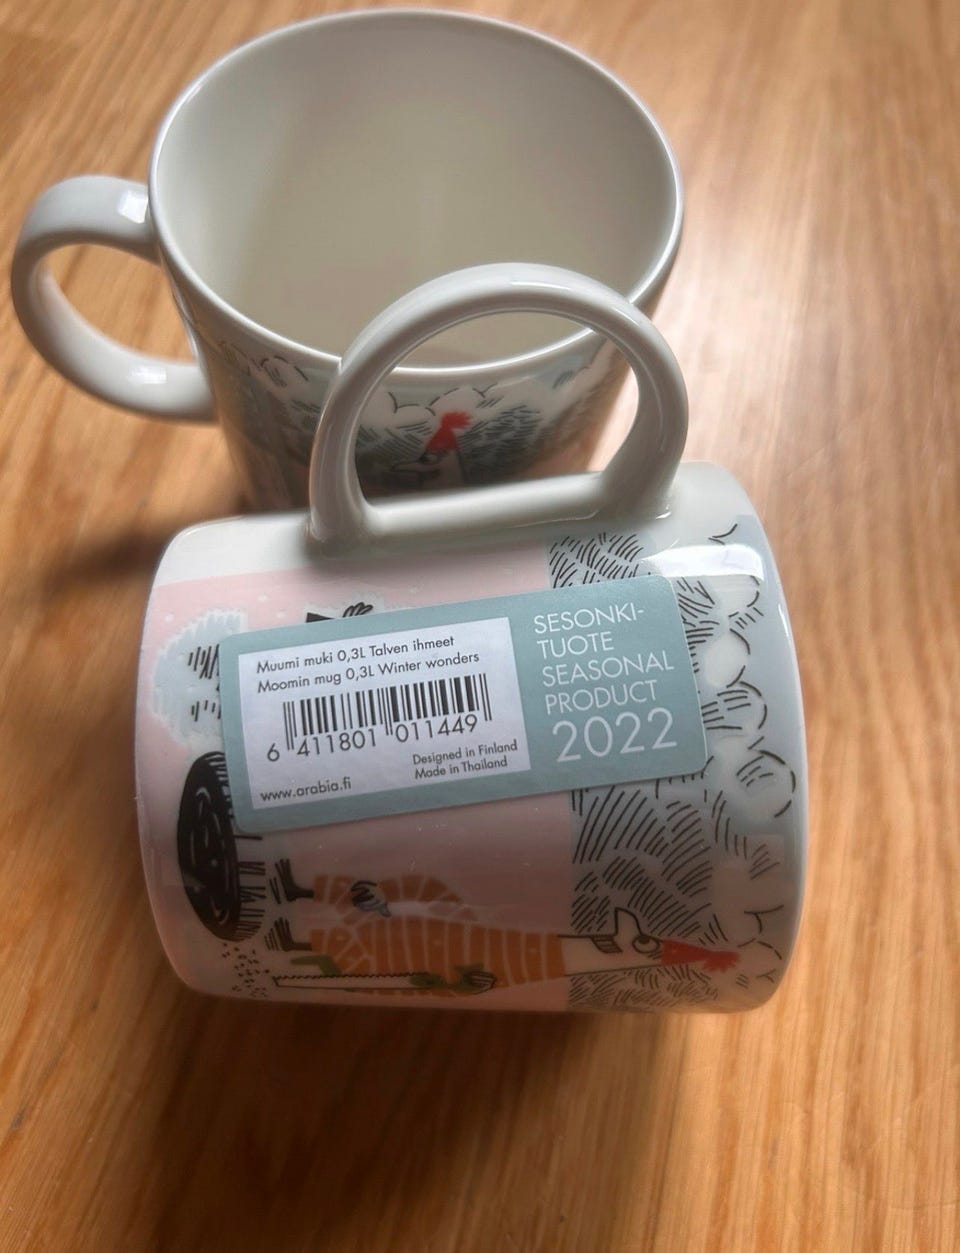 Muumi muki 0,3L Talven ihmeet
Moomin mug 0,3L Winter wonders
6 411801 011449
Designed in Finland
Made in Thailand
www.arabia.fi
SESONKI-
TUOTE
SEASONAL
PRODUCT
2022